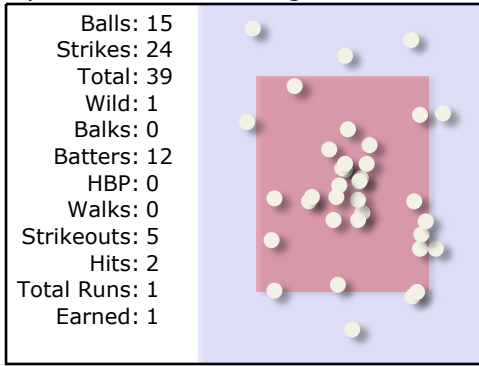 Balls: 15
Strikes: 24
Total: 39
Wild: 1
Balks: 0
Batters: 12
HBP: 0
Walks: 0
Strikeouts: 5
Hits: 2
Total Runs: 1
Earned: 1